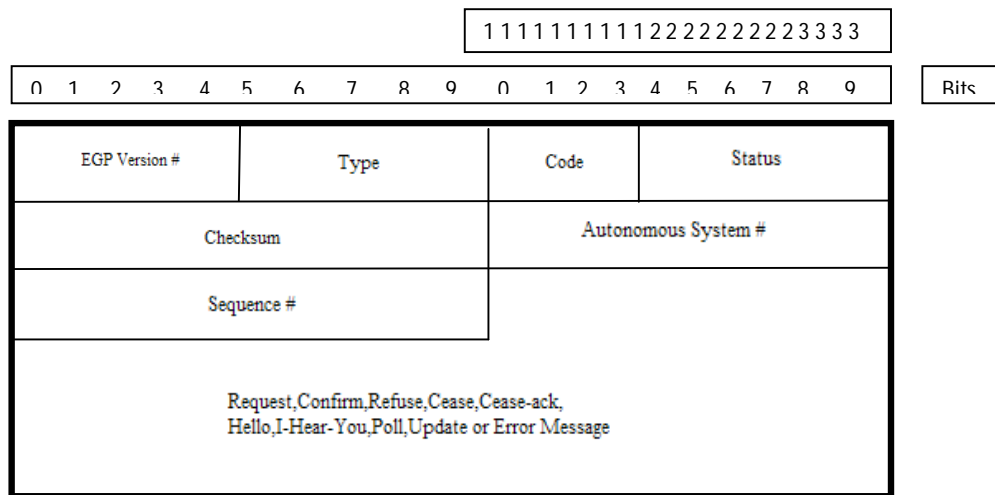 1 1 1 1 1 1 1 1 1 1 2 2 2 2 2 2 2 2 2 2 3 3 3 3
0 1 2 3 4 5 6 7 8 9 0 1 2 3 4 5 6 7 8 9 Bits
EGP Version # Type Code Status
Checksum Autonomous System #
Sequence #
Request,Confirm,Refuse,Cease,Cease-ack,
Hello,I-Hear-You,Poll,Update or Error Message